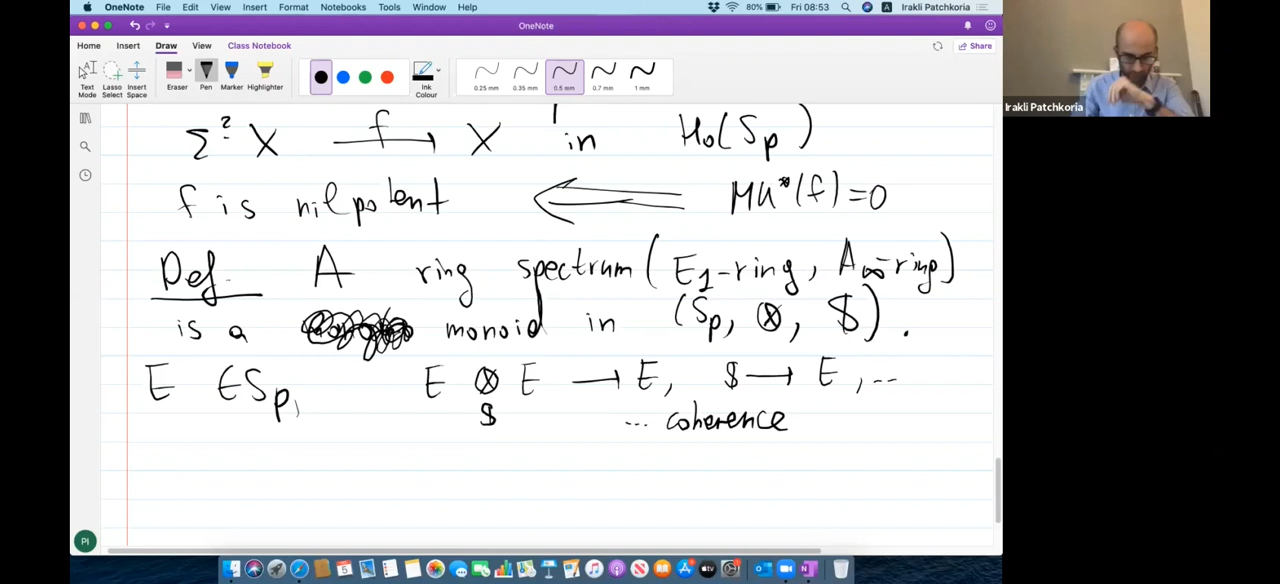 OneNote File Edit View Insert Format Notebooks Tools Window Help
80% Fri 08:53 A Irakli Patchkoria
OneNote
Home Insert Draw View Class Notebook Share
Text Mode Lasso Select Insert Space Eraser Pen Marker Highlighter 0.25 mm 0.35 mm 0.5 mm 0.7 mm 1 mm Ink Colour
Irakli Patchkoria
Σ^? X —f→ X in Ho(Sp)
f is nilpotent ⟸ MU*(f)=0
Def. A ring spectrum (E₁-ring, A∞-ring)
is a monoid in (Sp, ⊗, $).
E ∈ Sp, E ⊗ E → E, $ → E, ...
$ ... coherence
PI